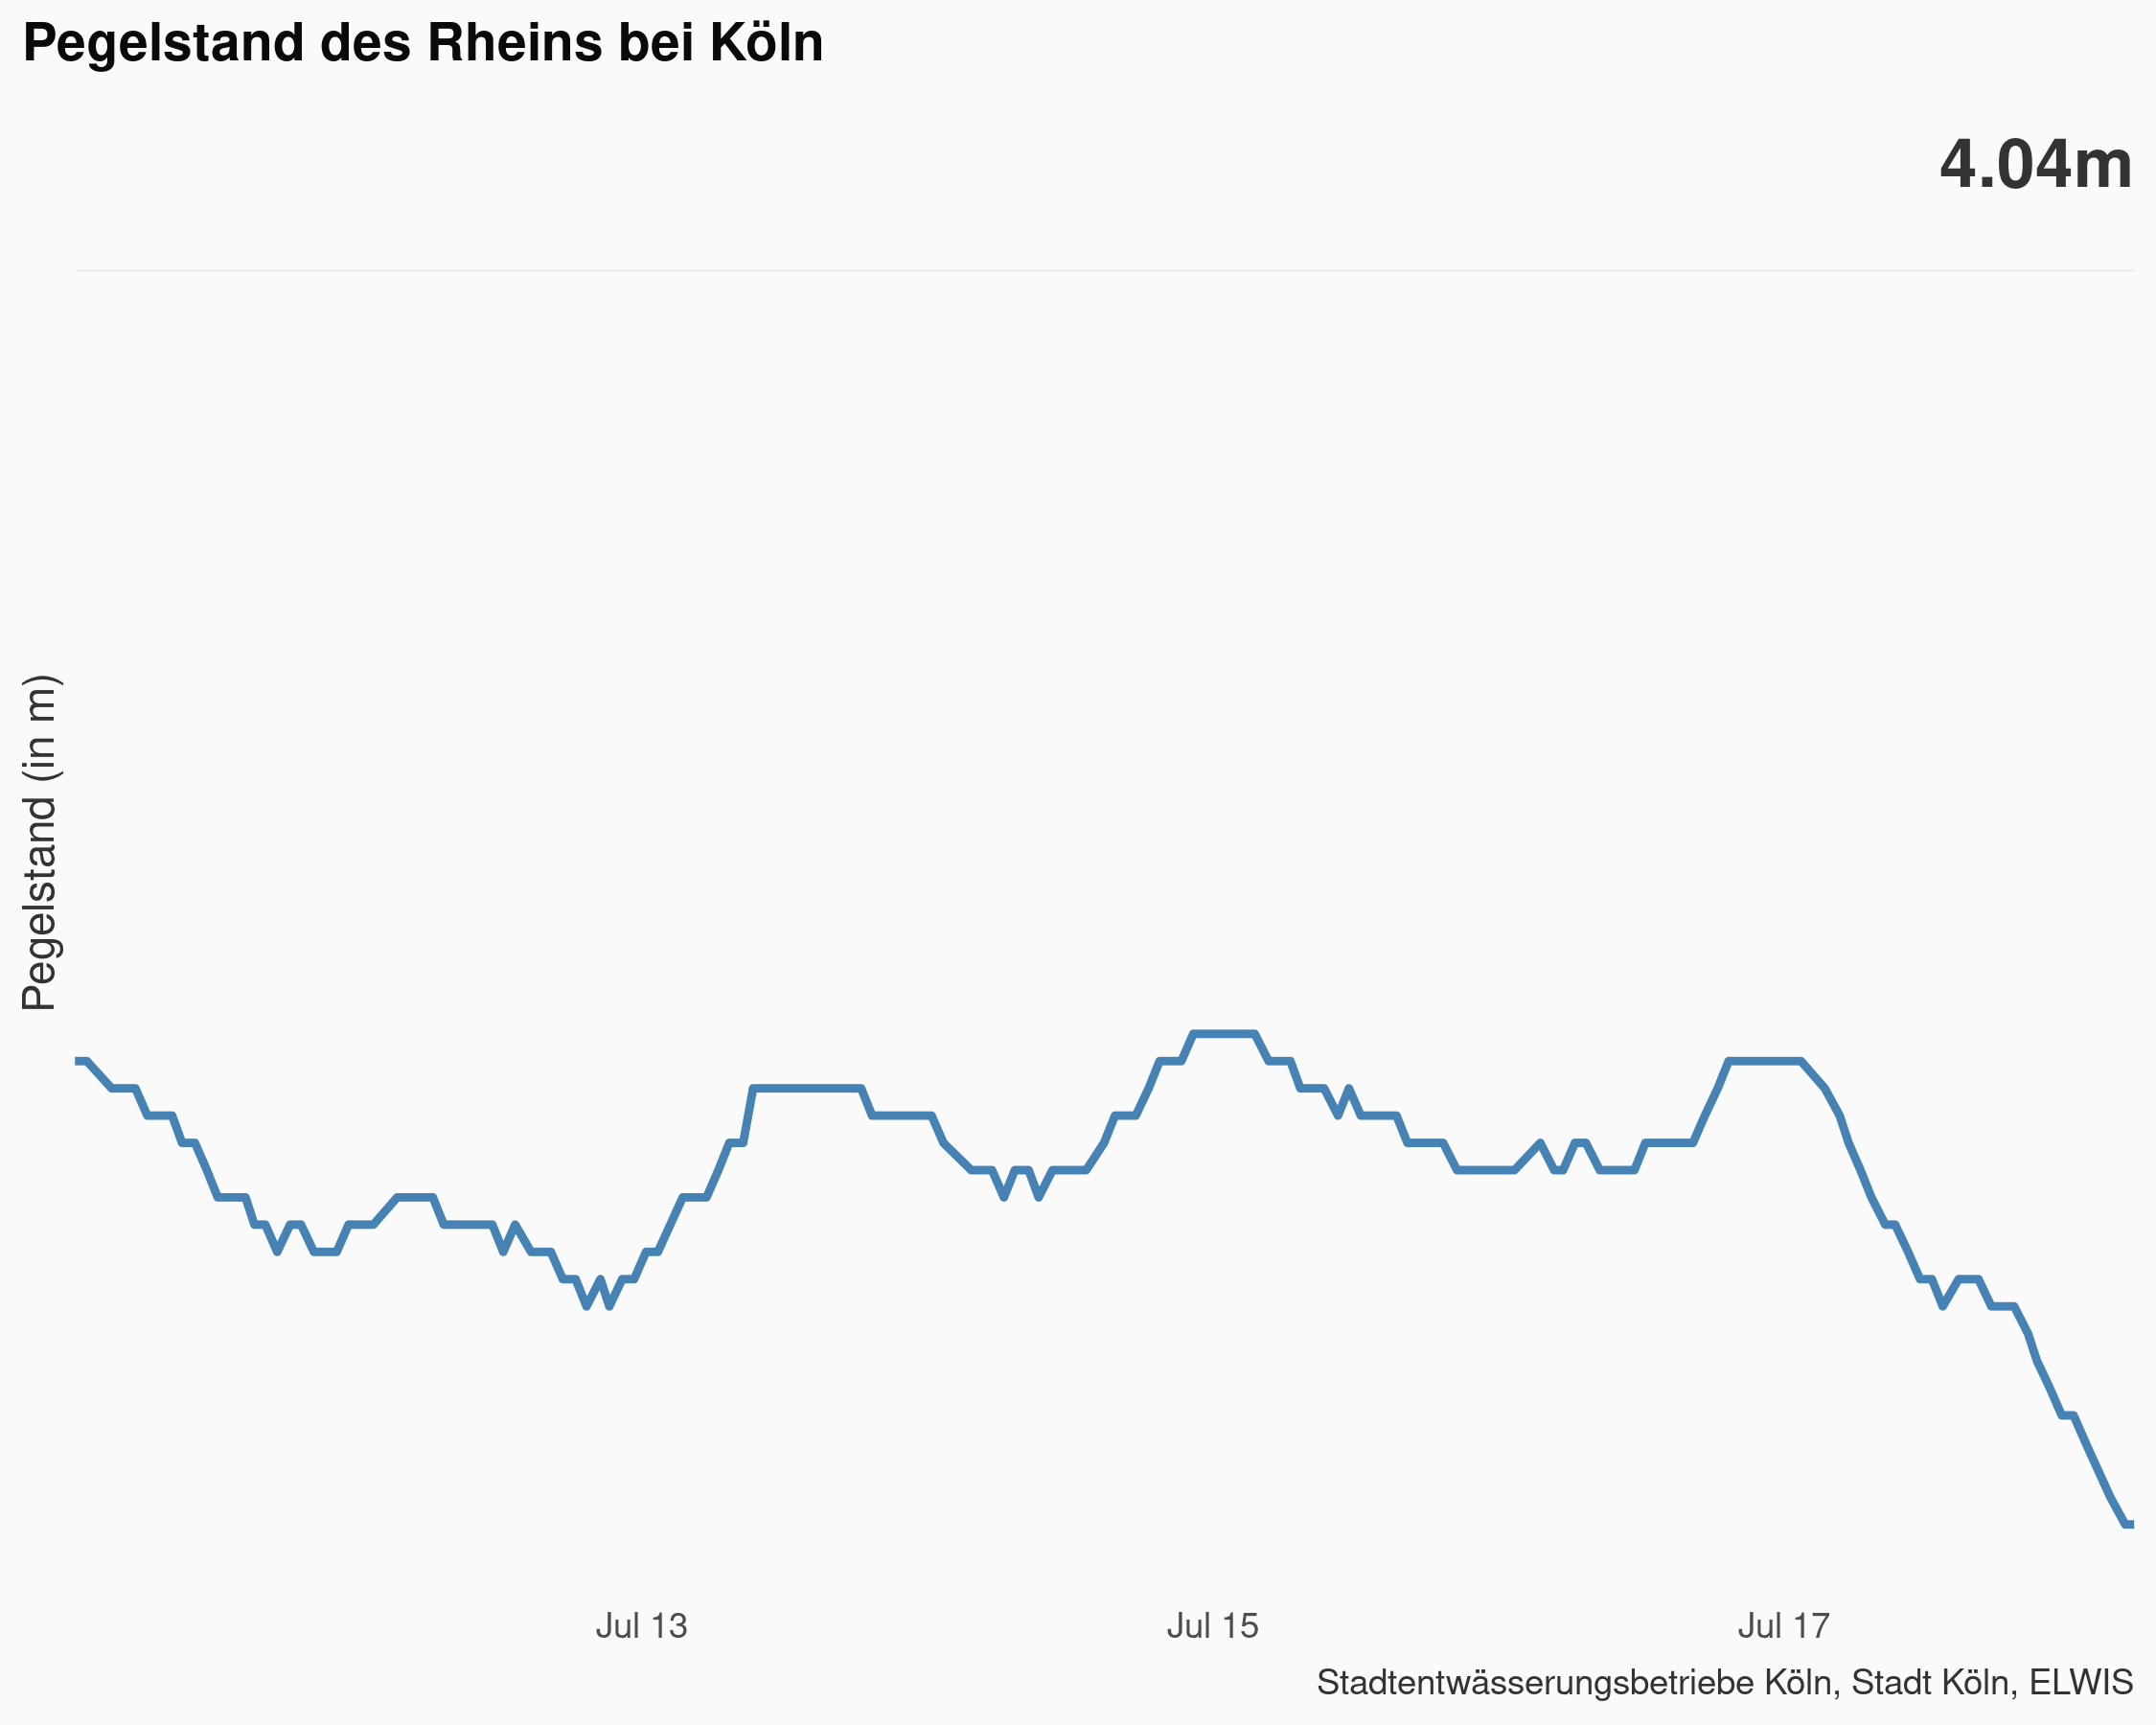 Pegelstand des Rheins bei Köln
4.04m
Pegelstand (in m)
Jul 13
Jul 15
Jul 17
Stadtentwässerungsbetriebe Köln, Stadt Köln, ELWIS